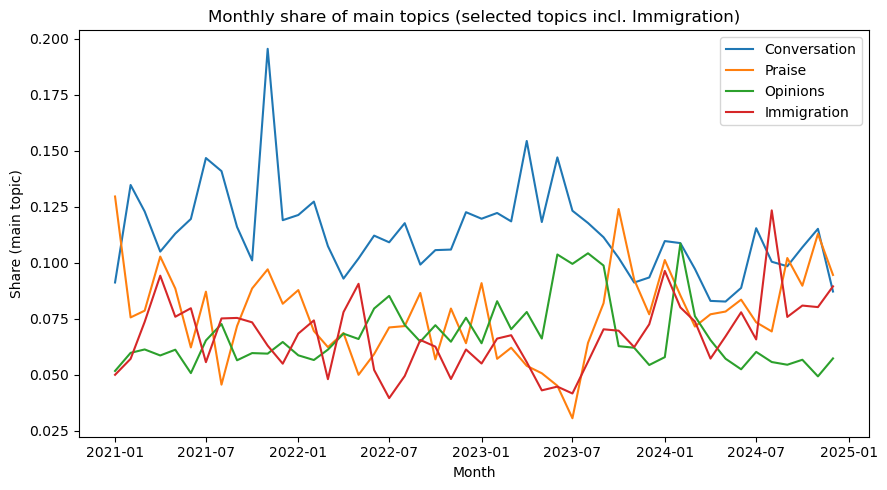 Monthly share of main topics (selected topics incl. Immigration)
Share (main topic)
0.200
0.175
0.150
0.125
0.100
0.075
0.050
0.025
Conversation
Praise
Opinions
Immigration
2021-01 2021-07 2022-01 2022-07 2023-01 2023-07 2024-01 2024-07 2025-01
Month